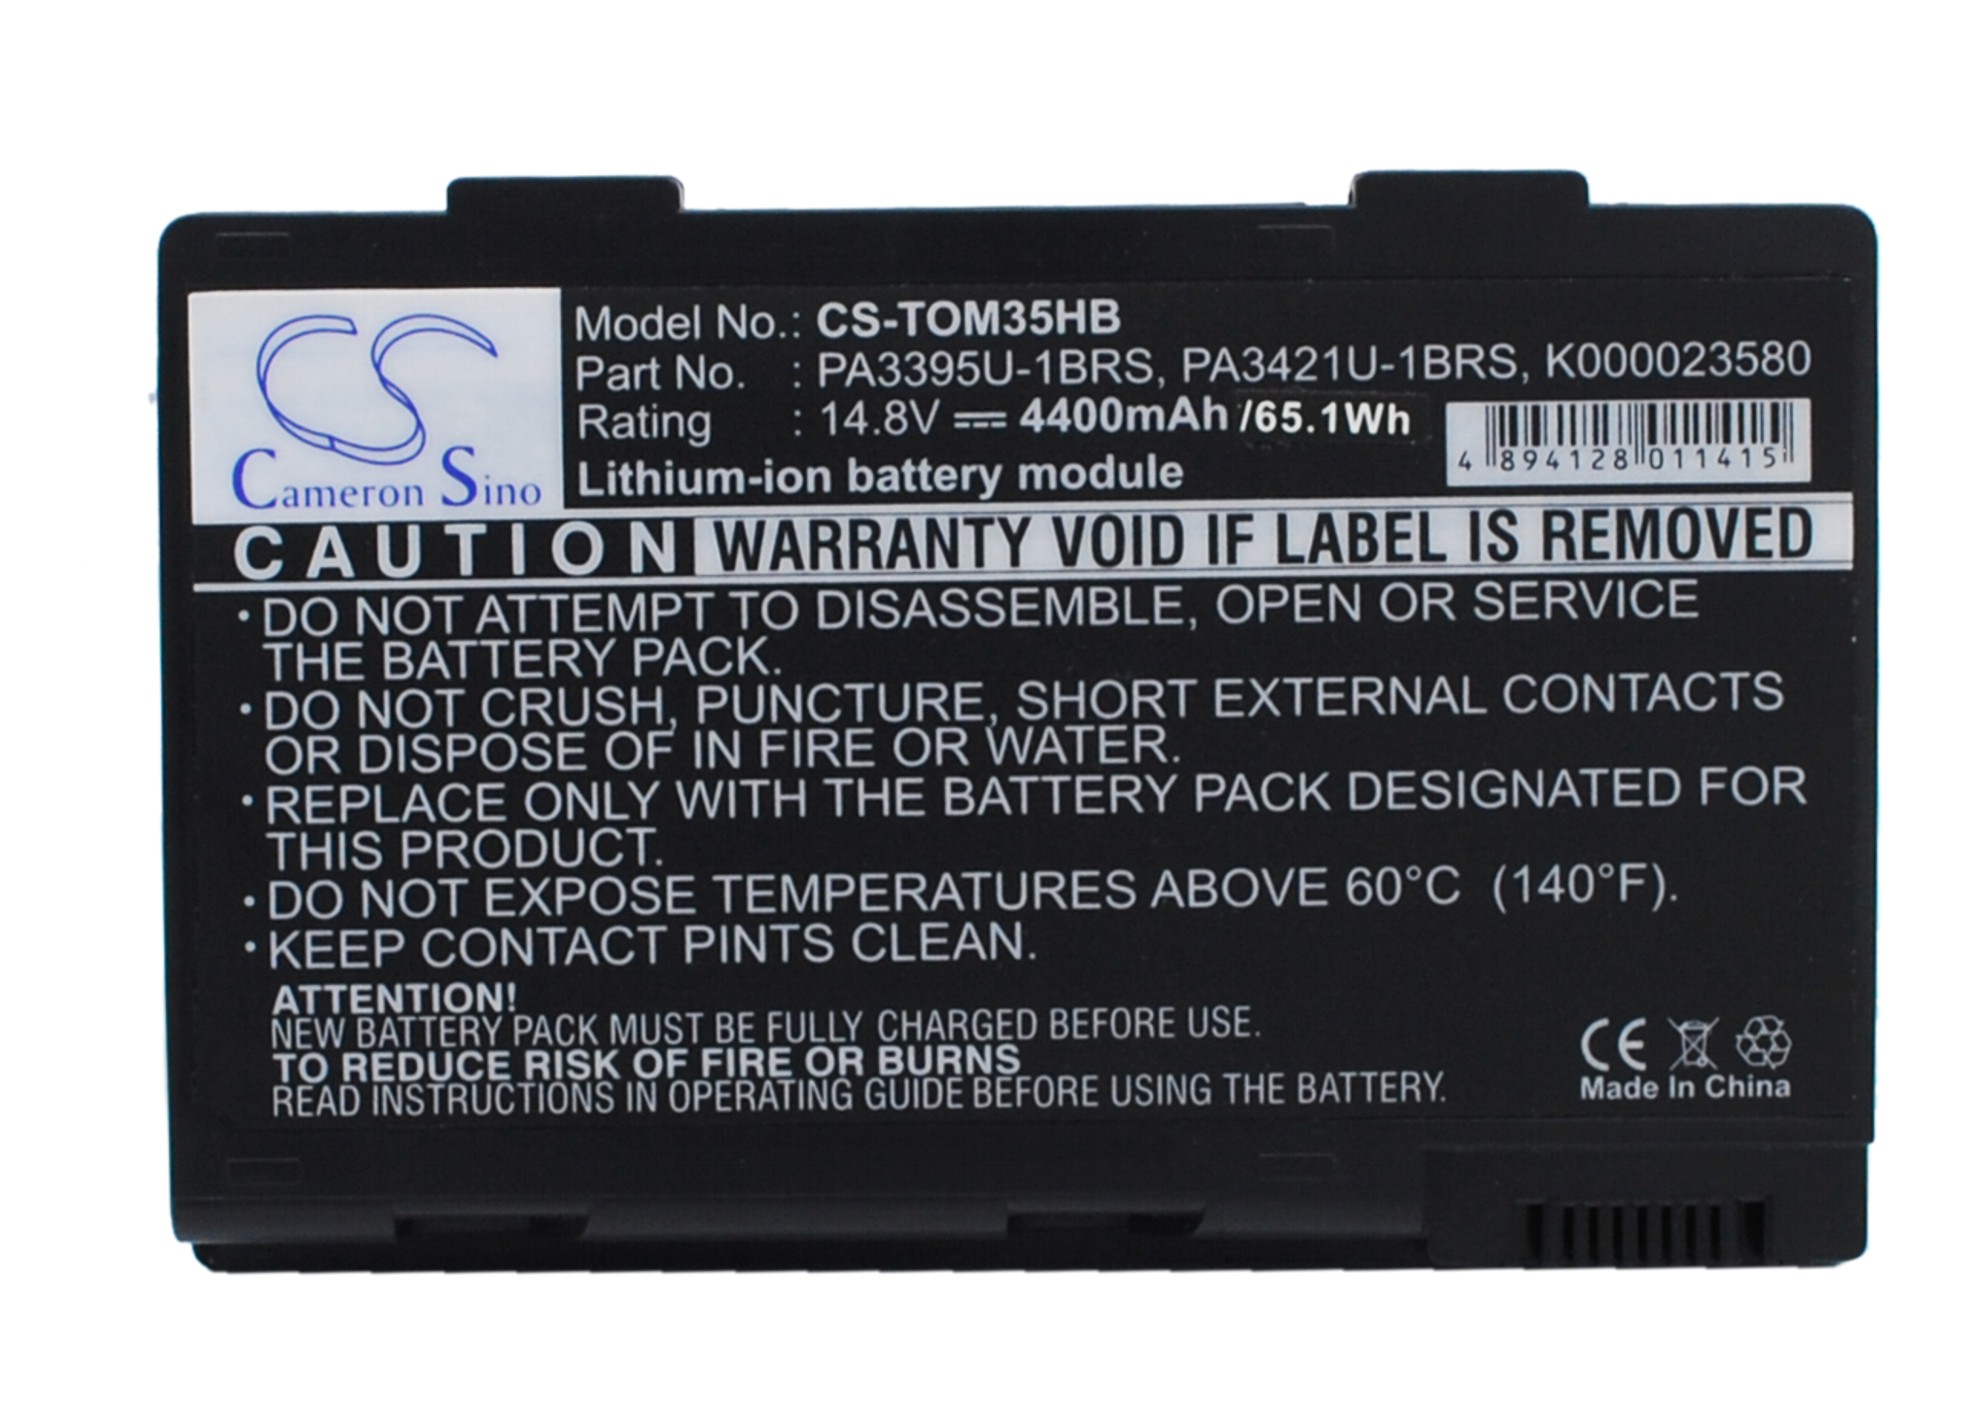 CS
Cameron Sino
Model No.: CS-TOM35HB
Part No. : PA3395U-1BRS, PA3421U-1BRS, K000023580
Rating : 14.8V ⎓ 4400mAh /65.1Wh
Lithium-ion battery module
4 894128 011415
CAUTION WARRANTY VOID IF LABEL IS REMOVED
• DO NOT ATTEMPT TO DISASSEMBLE, OPEN OR SERVICE
THE BATTERY PACK.
• DO NOT CRUSH, PUNCTURE, SHORT EXTERNAL CONTACTS
OR DISPOSE OF IN FIRE OR WATER.
• REPLACE ONLY WITH THE BATTERY PACK DESIGNATED FOR
THIS PRODUCT.
• DO NOT EXPOSE TEMPERATURES ABOVE 60°C (140°F).
• KEEP CONTACT PINTS CLEAN.
ATTENTION!
NEW BATTERY PACK MUST BE FULLY CHARGED BEFORE USE.
TO REDUCE RISK OF FIRE OR BURNS
READ INSTRUCTIONS IN OPERATING GUIDE BEFORE USING THE BATTERY.
CE
Made In China